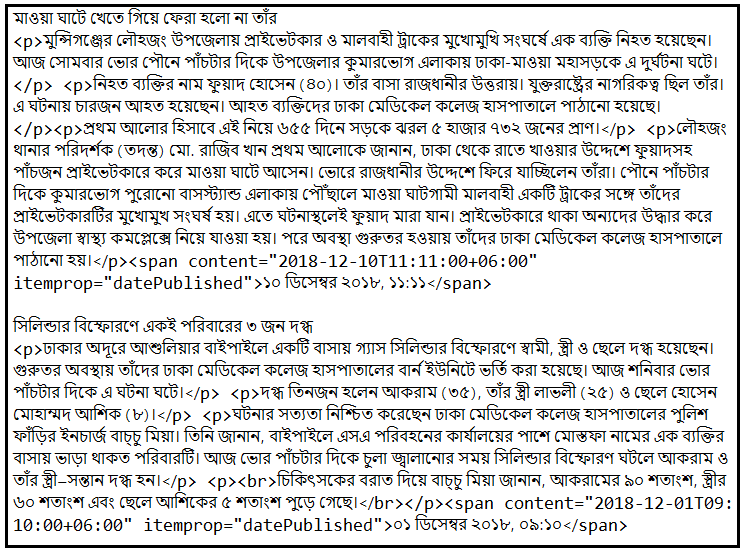 মাওয়া ঘাটে খেতে গিয়ে ফেরা হলো না তাঁর
<p>মুন্সিগঞ্জের লৌহজং উপজেলায় প্রাইভেটকার ও মালবাহী ট্রাকের মুখোমুখি সংঘর্ষে এক ব্যক্তি নিহত হয়েছেন।
আজ সোমবার ভোর পৌনে পাঁচটার দিকে উপজেলার কুমারভোগ এলাকায় ঢাকা-মাওয়া মহাসড়কে এ দুর্ঘটনা ঘটে।
</p> <p>নিহত ব্যক্তির নাম ফুয়াদ হোসেন (৪০)। তাঁর বাসা রাজধানীর উত্তরায়। যুক্তরাষ্ট্রের নাগরিকত্ব ছিল তাঁর।
এ ঘটনায় চারজন আহত হয়েছেন। আহত ব্যক্তিদের ঢাকা মেডিকেল কলেজ হাসপাতালে পাঠানো হয়েছে।
</p><p>প্রথম আলোর হিসাবে এই নিয়ে ৬৫৫ দিনে সড়কে ঝরল ৫ হাজার ৭৩২ জনের প্রাণ।</p> <p>লৌহজং
থানার পরিদর্শক (তদন্ত) মো. রাজিব খান প্রথম আলোকে জানান, ঢাকা থেকে রাতে খাওয়ার উদ্দেশে ফুয়াদসহ
পাঁচজন প্রাইভেটকারে করে মাওয়া ঘাটে আসেন। ভোরে রাজধানীর উদ্দেশে ফিরে যাচ্ছিলেন তাঁরা। পৌনে পাঁচটার
দিকে কুমারভোগ পুরোনো বাসস্ট্যান্ড এলাকায় পৌঁছালে মাওয়া ঘাটগামী মালবাহী একটি ট্রাকের সঙ্গে তাঁদের
প্রাইভেটকারটির মুখোমুখ সংঘর্ষ হয়। এতে ঘটনাস্থলেই ফুয়াদ মারা যান। প্রাইভেটকারে থাকা অন্যদের উদ্ধার করে
উপজেলা স্বাস্থ্য কমপ্লেক্সে নিয়ে যাওয়া হয়। পরে অবস্থা গুরুতর হওয়ায় তাঁদের ঢাকা মেডিকেল কলেজ হাসপাতালে
পাঠানো হয়।</p><span content="2018-12-10T11:11:00+06:00"
itemprop="datePublished">১০ ডিসেম্বর ২০১৮, ১১:১১</span>

সিলিন্ডার বিস্ফোরণে একই পরিবারের ৩ জন দগ্ধ
<p>ঢাকার অদূরে আশুলিয়ার বাইপাইলে একটি বাসায় গ্যাস সিলিন্ডার বিস্ফোরণে স্বামী, স্ত্রী ও ছেলে দগ্ধ হয়েছেন।
গুরুতর অবস্থায় তাঁদের ঢাকা মেডিকেল কলেজ হাসপাতালের বার্ন ইউনিটে ভর্তি করা হয়েছে। আজ শনিবার ভোর
পাঁচটার দিকে এ ঘটনা ঘটে।</p> <p>দগ্ধ তিনজন হলেন আকরাম (৩৫), তাঁর স্ত্রী লাভলী (২৫) ও ছেলে হোসেন
মোহাম্মদ আশিক (৮)।</p> <p>ঘটনার সত্যতা নিশ্চিত করেছেন ঢাকা মেডিকেল কলেজ হাসপাতালের পুলিশ
ফাঁড়ির ইনচার্জ বাচ্চু মিয়া। তিনি জানান, বাইপাইলে এসএ পরিবহনের কার্যালয়ের পাশে মোস্তফা নামের এক ব্যক্তির
বাসায় ভাড়া থাকত পরিবারটি। আজ ভোর পাঁচটার দিকে চুলা জ্বালানোর সময় সিলিন্ডার বিস্ফোরণ ঘটলে আকরাম ও
তাঁর স্ত্রী–সন্তান দগ্ধ হন।</p> <p><br>চিকিৎসকের বরাত দিয়ে বাচ্চু মিয়া জানান, আকরামের ৯০ শতাংশ, স্ত্রীর
৬০ শতাংশ এবং ছেলে আশিকের ৫ শতাংশ পুড়ে গেছে।</br></p><span content="2018-12-01T09:
10:00+06:00" itemprop="datePublished">০১ ডিসেম্বর ২০১৮, ০৯:১০</span>